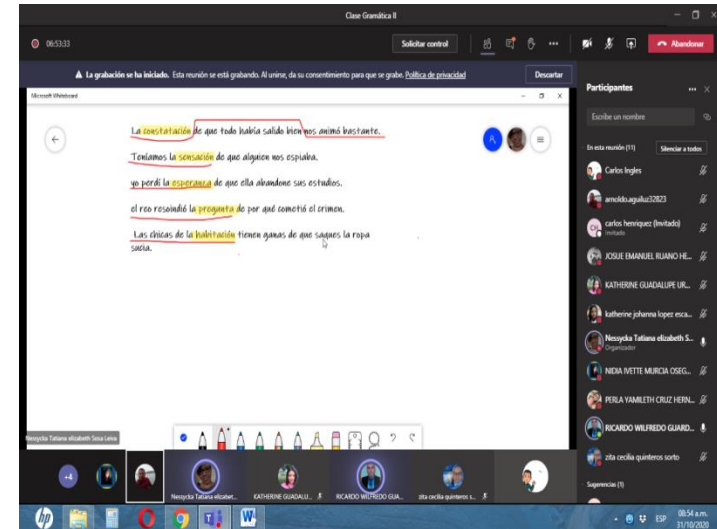 Clase Gramática II
06:53:33
Solicitar control
Abandonar
La grabación se ha iniciado. Esta reunión se está grabando. Al unirse, da su consentimiento para que se grabe. Política de privacidad
Descartar
Microsoft Whiteboard
La constatación de que todo había salido bien nos animó bastante.
Teníamos la sensación de que alguien nos espiaba.
yo perdí la esperanza de que ella abandone sus estudios.
el reo resoindió la pregunta de por qué cometió el crimen.
Las chicas de la habitación tienen ganas de que saques la ropa
sucia.
Participantes
Escribe un nombre
En esta reunión (11)
Silenciar a todos
Carlos Ingles
arnoldo.aguiluz32823
carlos henriquez (Invitado)
Invitado
JOSUE EMANUEL RUANO HE...
KATHERINE GUADALUPE UR...
katherine johanna lopez esca...
Nessycka Tatiana elizabeth S...
Organizador
NIDIA IVETTE MURCIA OSEG...
PERLA YAMILETH CRUZ HERN...
RICARDO WILFREDO GUARD...
zita cecilia quinteros sorto
Sugerencias (1)
Nessycka Tatiana elizabeth Sosa Leiva
+4
Nessycka Tatiana elizabet...
KATHERINE GUADALU...
RICARDO WILFREDO GUA...
zita cecilia quinteros s...
ESP
08:54 a.m.
31/10/2020